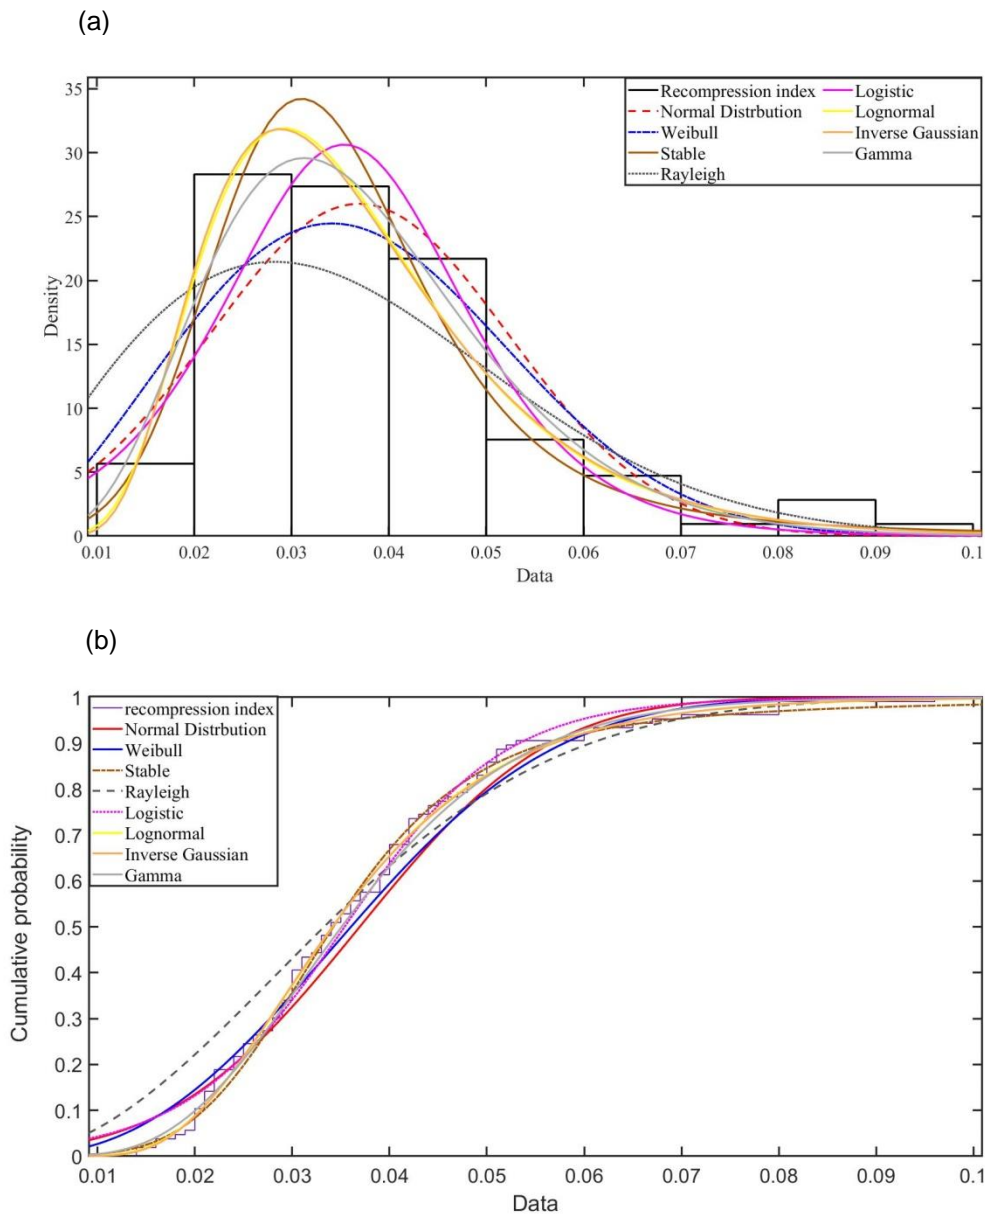 (a)
35
30
25
20
15
10
5
0
Density
Recompression index
Normal Distrbution
Weibull
Stable
Rayleigh
Logistic
Lognormal
Inverse Gaussian
Gamma
0.01 0.02 0.03 0.04 0.05 0.06 0.07 0.08 0.09 0.1
Data
(b)
1
0.9
0.8
0.7
0.6
0.5
0.4
0.3
0.2
0.1
0
Cumulative probability
recompression index
Normal Distrbution
Weibull
Stable
Rayleigh
Logistic
Lognormal
Inverse Gaussian
Gamma
0.01 0.02 0.03 0.04 0.05 0.06 0.07 0.08 0.09 0.1
Data